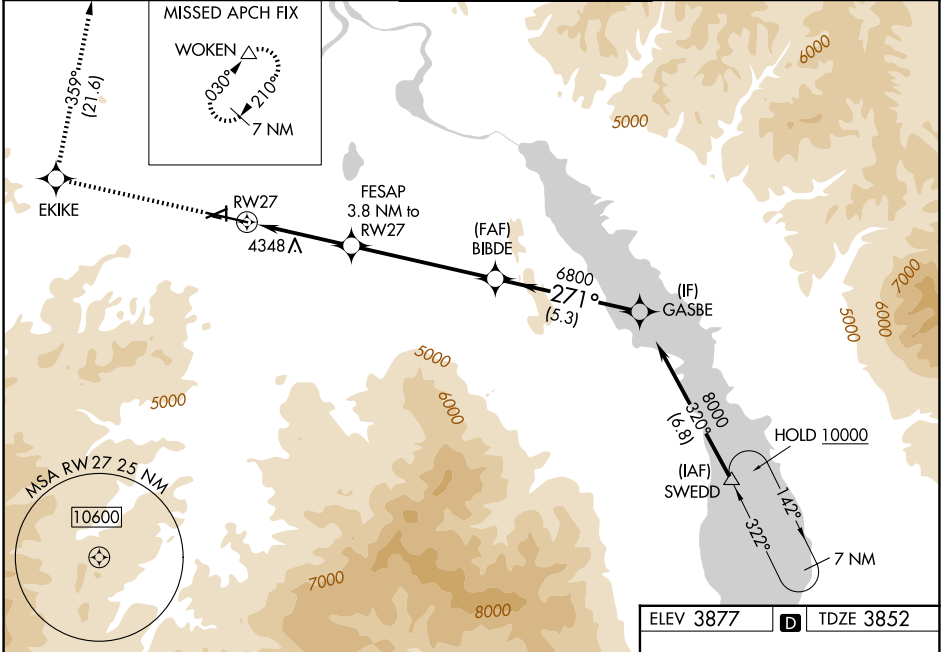 MISSED APCH FIX
WOKEN
030°
210°
7 NM
359°
(21.6)
EKIKE
RW27
4348
FESAP
3.8 NM to
RW27
(FAF)
BIBDE
6800
271°
(5.3)
(IF)
GASBE
8000
320°
(6.8)
HOLD 10000
(IAF)
SWEDD
142°
322°
7 NM
6000
5000
7000
6000
5000
5000
6000
5000
7000
8000
MSA RW27 25 NM
10600
ELEV 3877
D
TDZE 3852